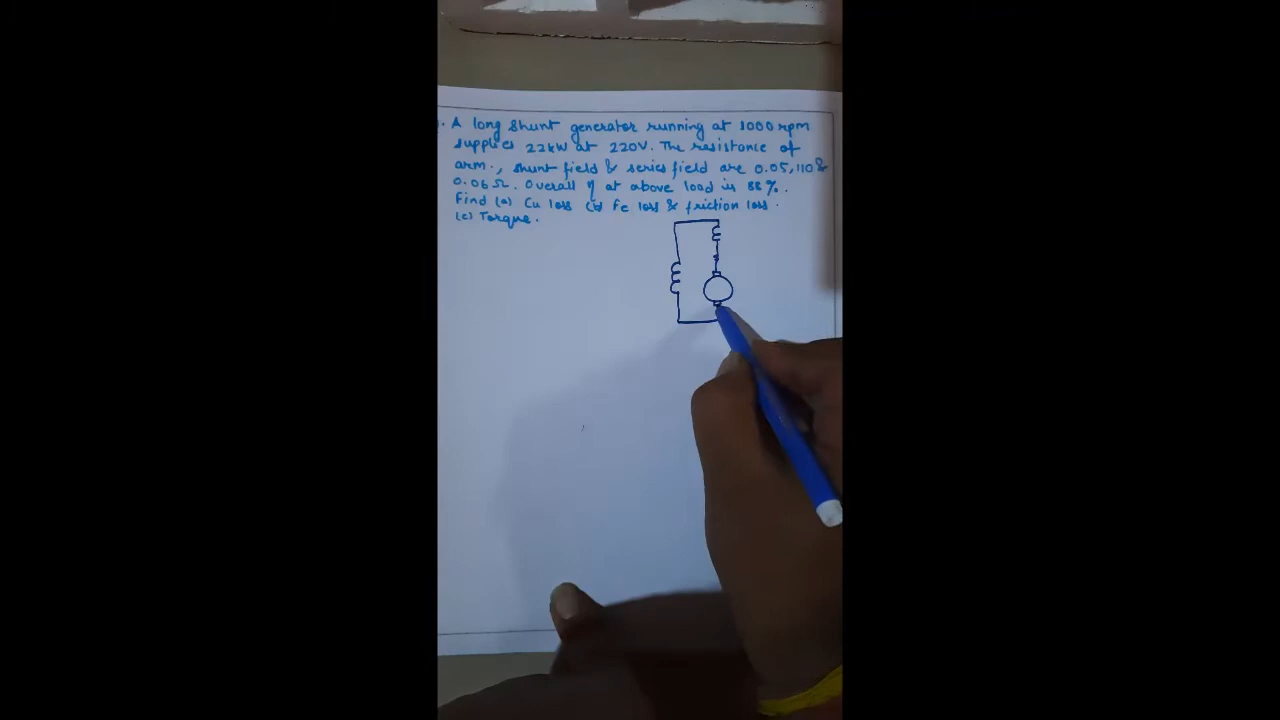 . A long shunt generator running at 1000 rpm
supplies 22kW at 220V. The resistance of
arm., shunt field & series field are 0.05, 110 &
0.06 Ω. Overall η at above load is 88%.
Find (a) Cu loss (b) Fe loss & friction loss.
(c) Torque.